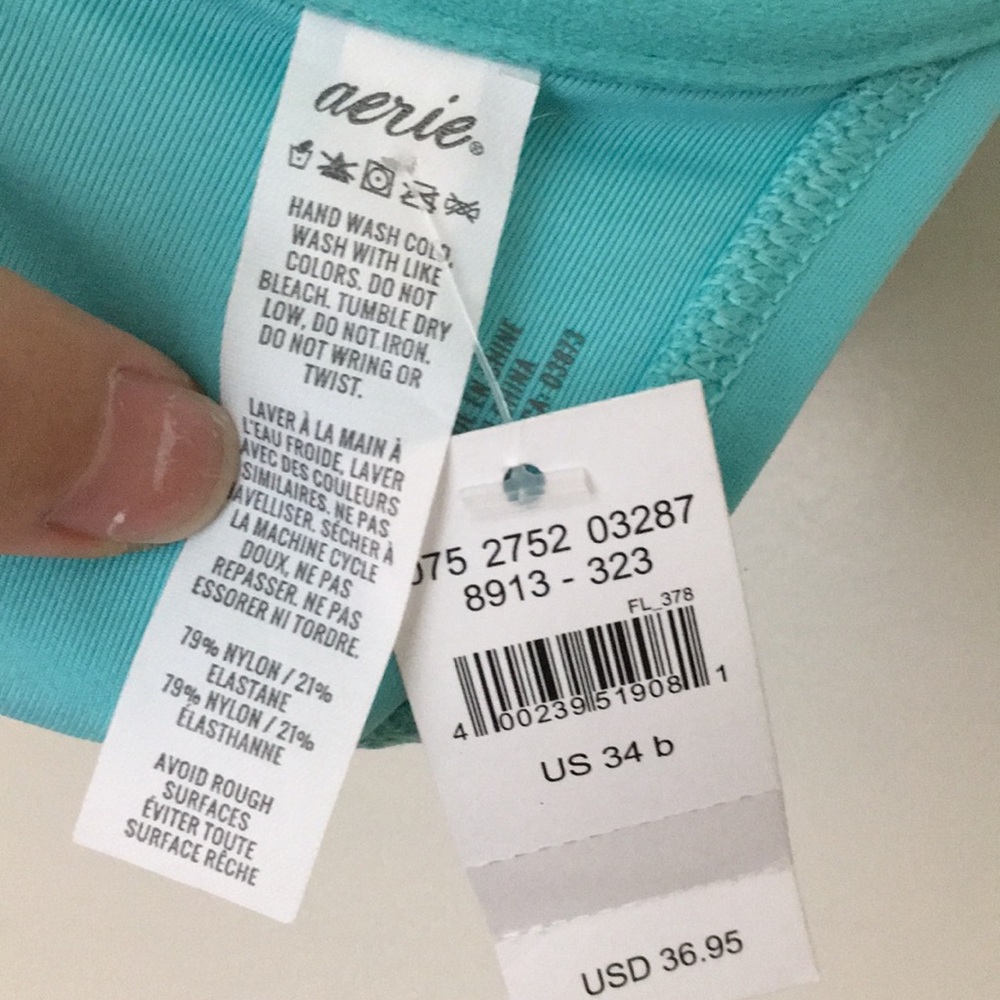 aerie®
HAND WASH COLD,
WASH WITH LIKE
COLORS. DO NOT
BLEACH. TUMBLE DRY
LOW, DO NOT IRON.
DO NOT WRING OR
TWIST.
LAVER À LA MAIN À
L'EAU FROIDE, LAVER
AVEC DES COULEURS
SIMILAIRES. NE PAS
JAVELLISER. SÉCHER À
LA MACHINE CYCLE
DOUX, NE PAS
REPASSER. NE PAS
ESSORER NI TORDRE.
79% NYLON / 21%
ELASTANE
79% NYLON / 21%
ÉLASTHANNE
AVOID ROUGH
SURFACES
ÉVITER TOUTE
SURFACE RÊCHE
EN CHINE
CA: 03873
075 2752 03287
8913 - 323
FL_378
4 00239 51908 1
US 34 b
USD 36.95